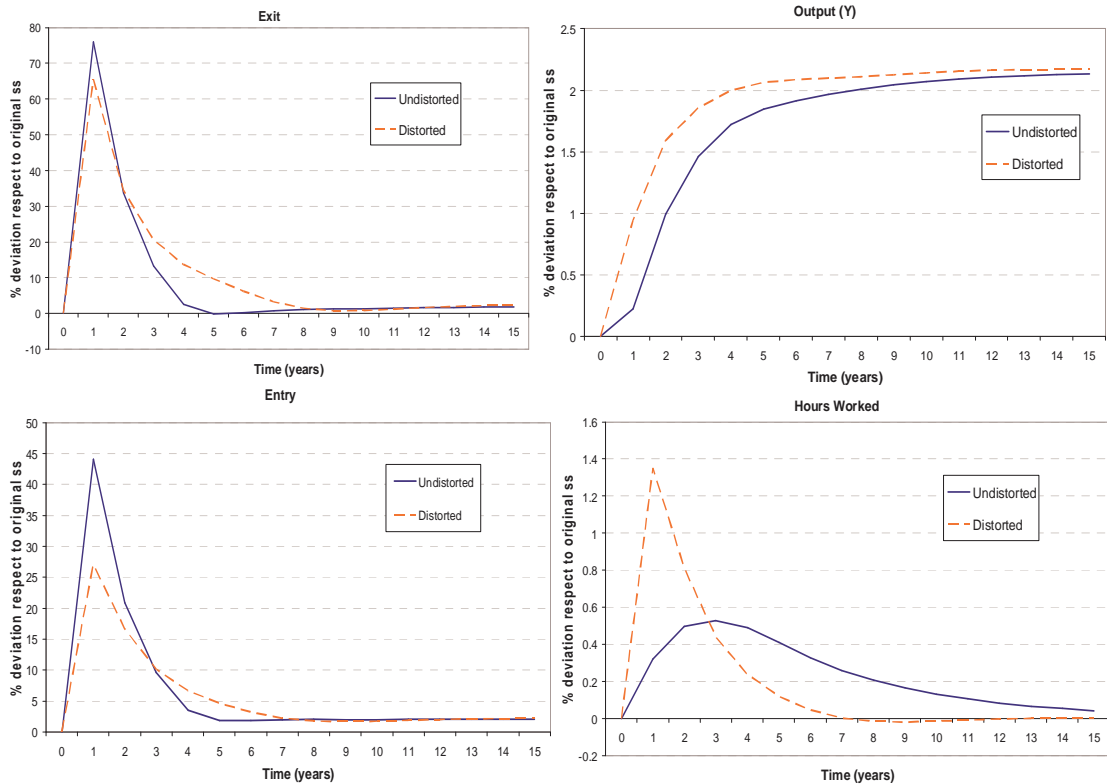 Exit
% deviation respect to original ss
80
70
60
50
40
30
20
10
0
-10
0 1 2 3 4 5 6 7 8 9 10 11 12 13 14 15
Time (years)
Undistorted
Distorted
Output (Y)
% deviation respect to original ss
2.5
2
1.5
1
0.5
0
0 1 2 3 4 5 6 7 8 9 10 11 12 13 14 15
Time (years)
Undistorted
Distorted
Entry
% deviation respect to original ss
50
45
40
35
30
25
20
15
10
5
0
0 1 2 3 4 5 6 7 8 9 10 11 12 13 14 15
Time (years)
Undistorted
Distorted
Hours Worked
% deviation respect to original ss
1.6
1.4
1.2
1
0.8
0.6
0.4
0.2
0
-0.2
0 1 2 3 4 5 6 7 8 9 10 11 12 13 14 15
Time (years)
Undistorted
Distorted